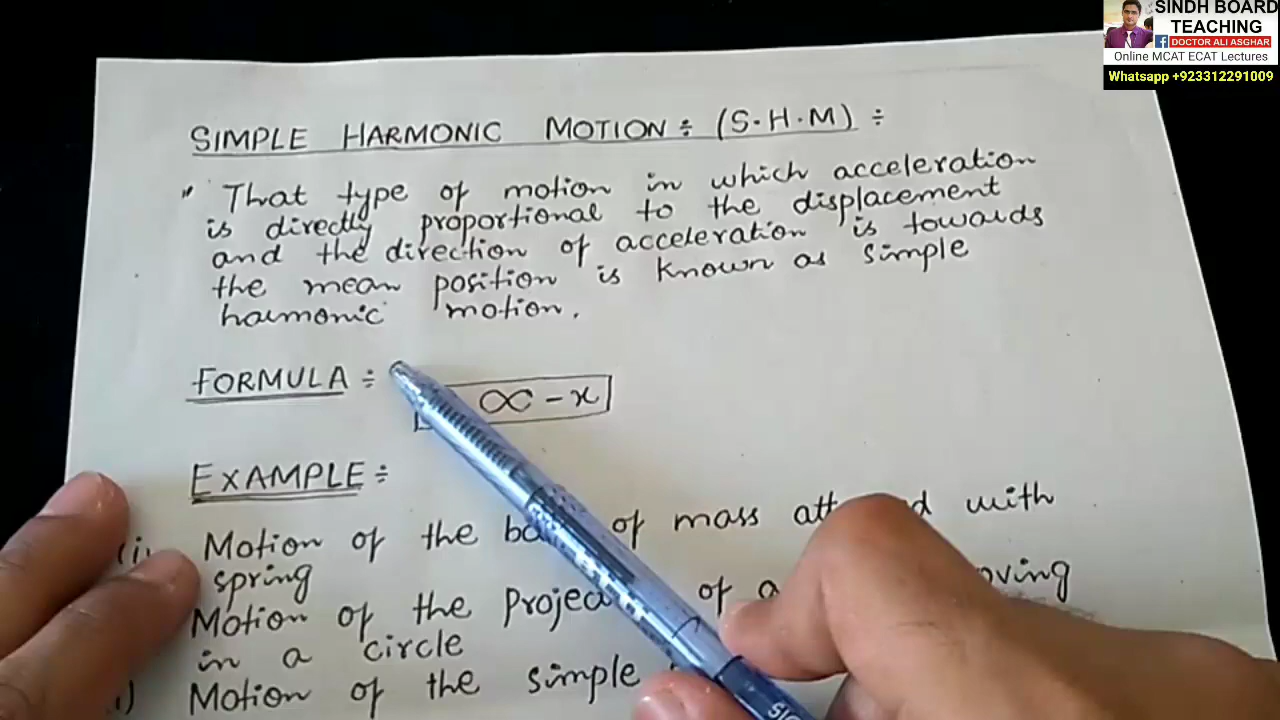 SINDH BOARD
TEACHING
DOCTOR ALI ASGHAR
Online MCAT ECAT Lectures
Whatsapp +923312291009
SIMPLE HARMONIC MOTION ÷ (S.H.M) ÷
" That type of motion in which acceleration
is directly proportional to the displacement
and the direction of acceleration is towards
the mean position is known as simple
harmonic motion.
FORMULA ÷
∝ - x
EXAMPLE ÷
(i) Motion of the of mass with
spring
Motion of the of
in a circle
Motion of the simple